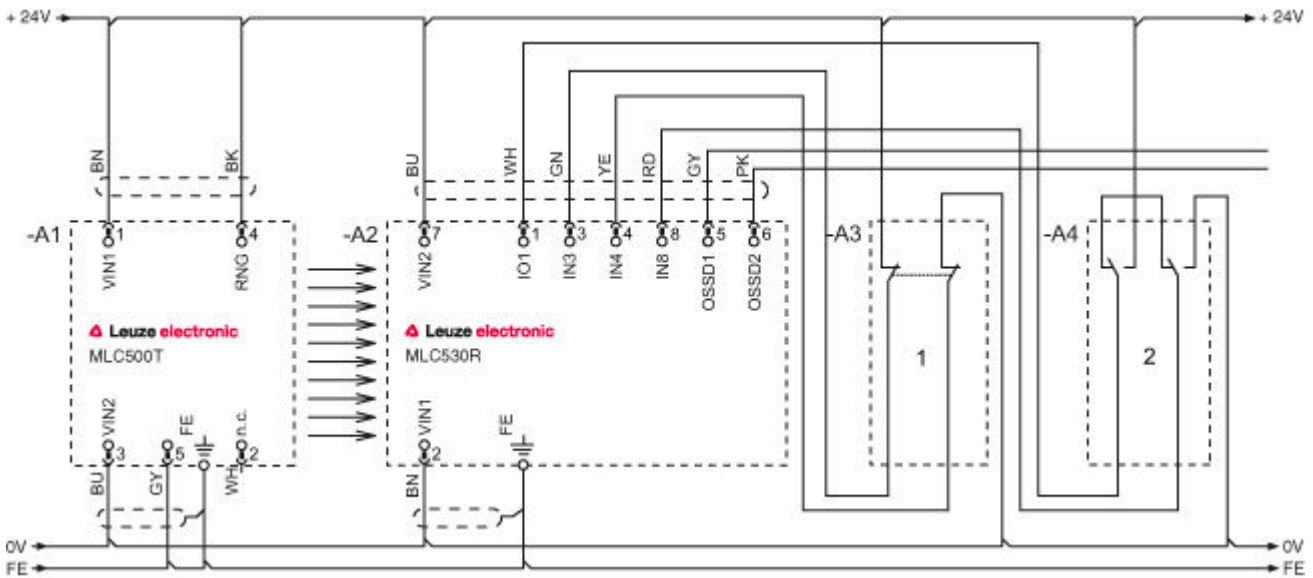 + 24V
+ 24V
BN
BK
BU
WH
GN
YE
RD
GY
PK
-A1
1
4
-A2
7
1
3
4
8
5
6
-A3
-A4
VIN1
RNG
VIN2
IO1
IN3
IN4
IN8
OSSD1
OSSD2
Leuze electronic
MLC500T
Leuze electronic
MLC530R
1
2
VIN2
FE
n.c.
VIN1
FE
3
5
2
2
BU
GY
WH
BN
0V
0V
FE
FE